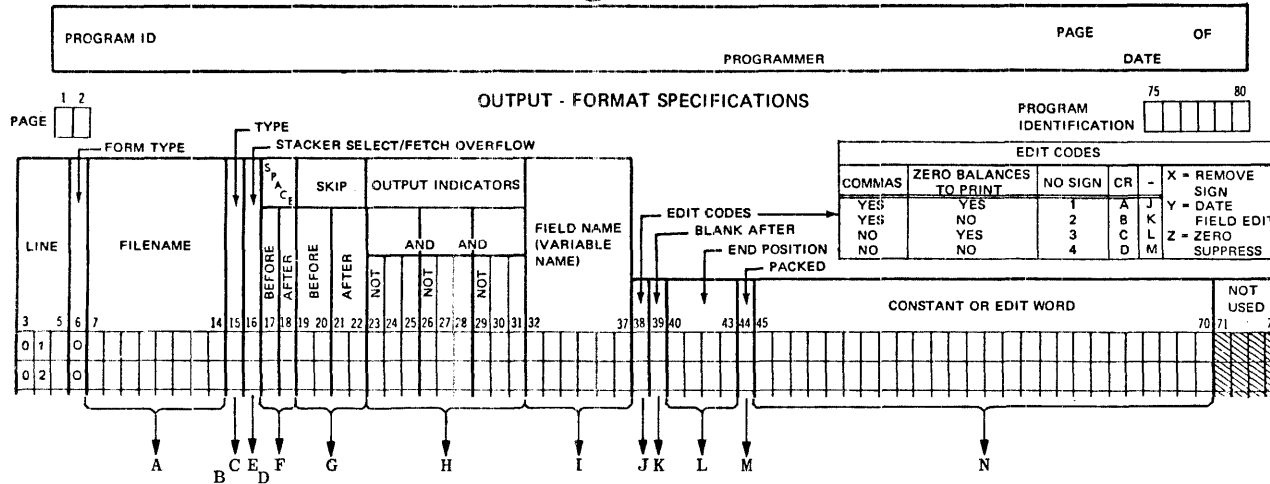 PROGRAM ID PAGE OF
PROGRAMMER DATE
OUTPUT - FORMAT SPECIFICATIONS
PAGE 1 2
PROGRAM IDENTIFICATION 75 80
TYPE
FORM TYPE
STACKER SELECT/FETCH OVERFLOW
LINE
FILENAME
SPACE
BEFORE
AFTER
SKIP
BEFORE
AFTER
OUTPUT INDICATORS
AND AND
NOT NOT NOT
FIELD NAME
(VARIABLE
NAME)
EDIT CODES
BLANK AFTER
END POSITION
PACKED
EDIT CODES
COMMAS ZERO BALANCES TO PRINT NO SIGN CR -
YES YES 1 A J
YES NO 2 B K
NO YES 3 C L
NO NO 4 D M
X = REMOVE
SIGN
Y = DATE
FIELD EDIT
Z = ZERO
SUPPRESS
CONSTANT OR EDIT WORD
NOT
USED
3 5 6 7 14 15 16 17 18 19 20 21 22 23 24 25 26 27 28 29 30 31 32 37 38 39 40 43 44 45 70 71
0 1 O
0 2 O
A B C E D F G H I J K L M N